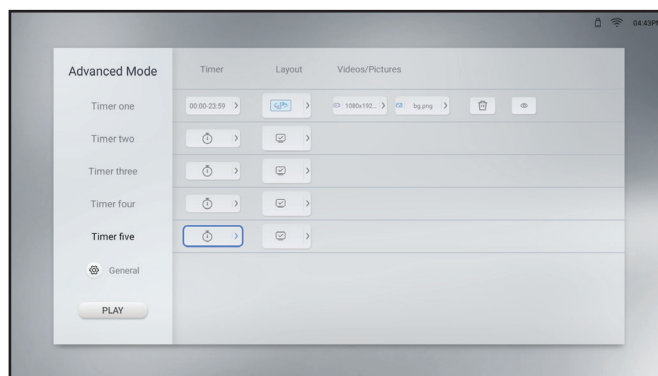 04:43PM
Advanced Mode Timer Layout Videos/Pictures
Timer one 00:00-23:59 1080x192... bg.png
Timer two
Timer three
Timer four
Timer five
General
PLAY